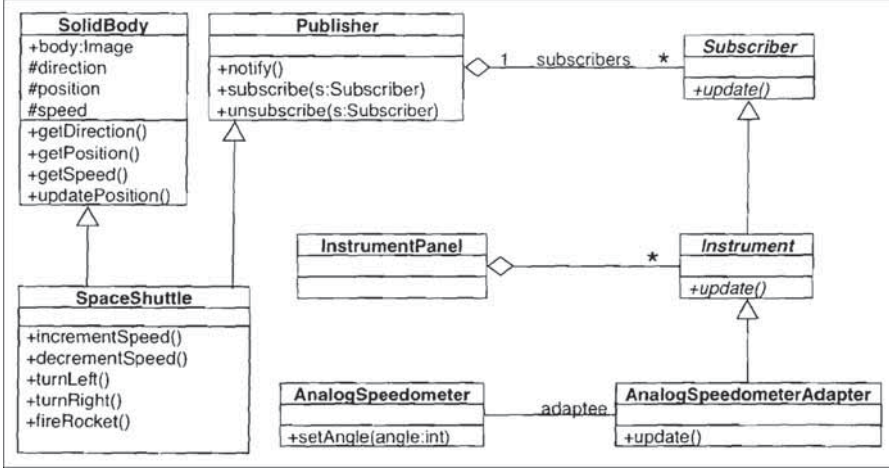 SolidBody
+body:Image
#direction
#position
#speed
+getDirection()
+getPosition()
+getSpeed()
+updatePosition()
Publisher
+notify()
+subscribe(s:Subscriber)
+unsubscribe(s:Subscriber)
1 subscribers *
Subscriber
+update()
InstrumentPanel
*
Instrument
+update()
SpaceShuttle
+incrementSpeed()
+decrementSpeed()
+turnLeft()
+turnRight()
+fireRocket()
AnalogSpeedometer
+setAngle(angle:int)
adaptee
AnalogSpeedometerAdapter
+update()